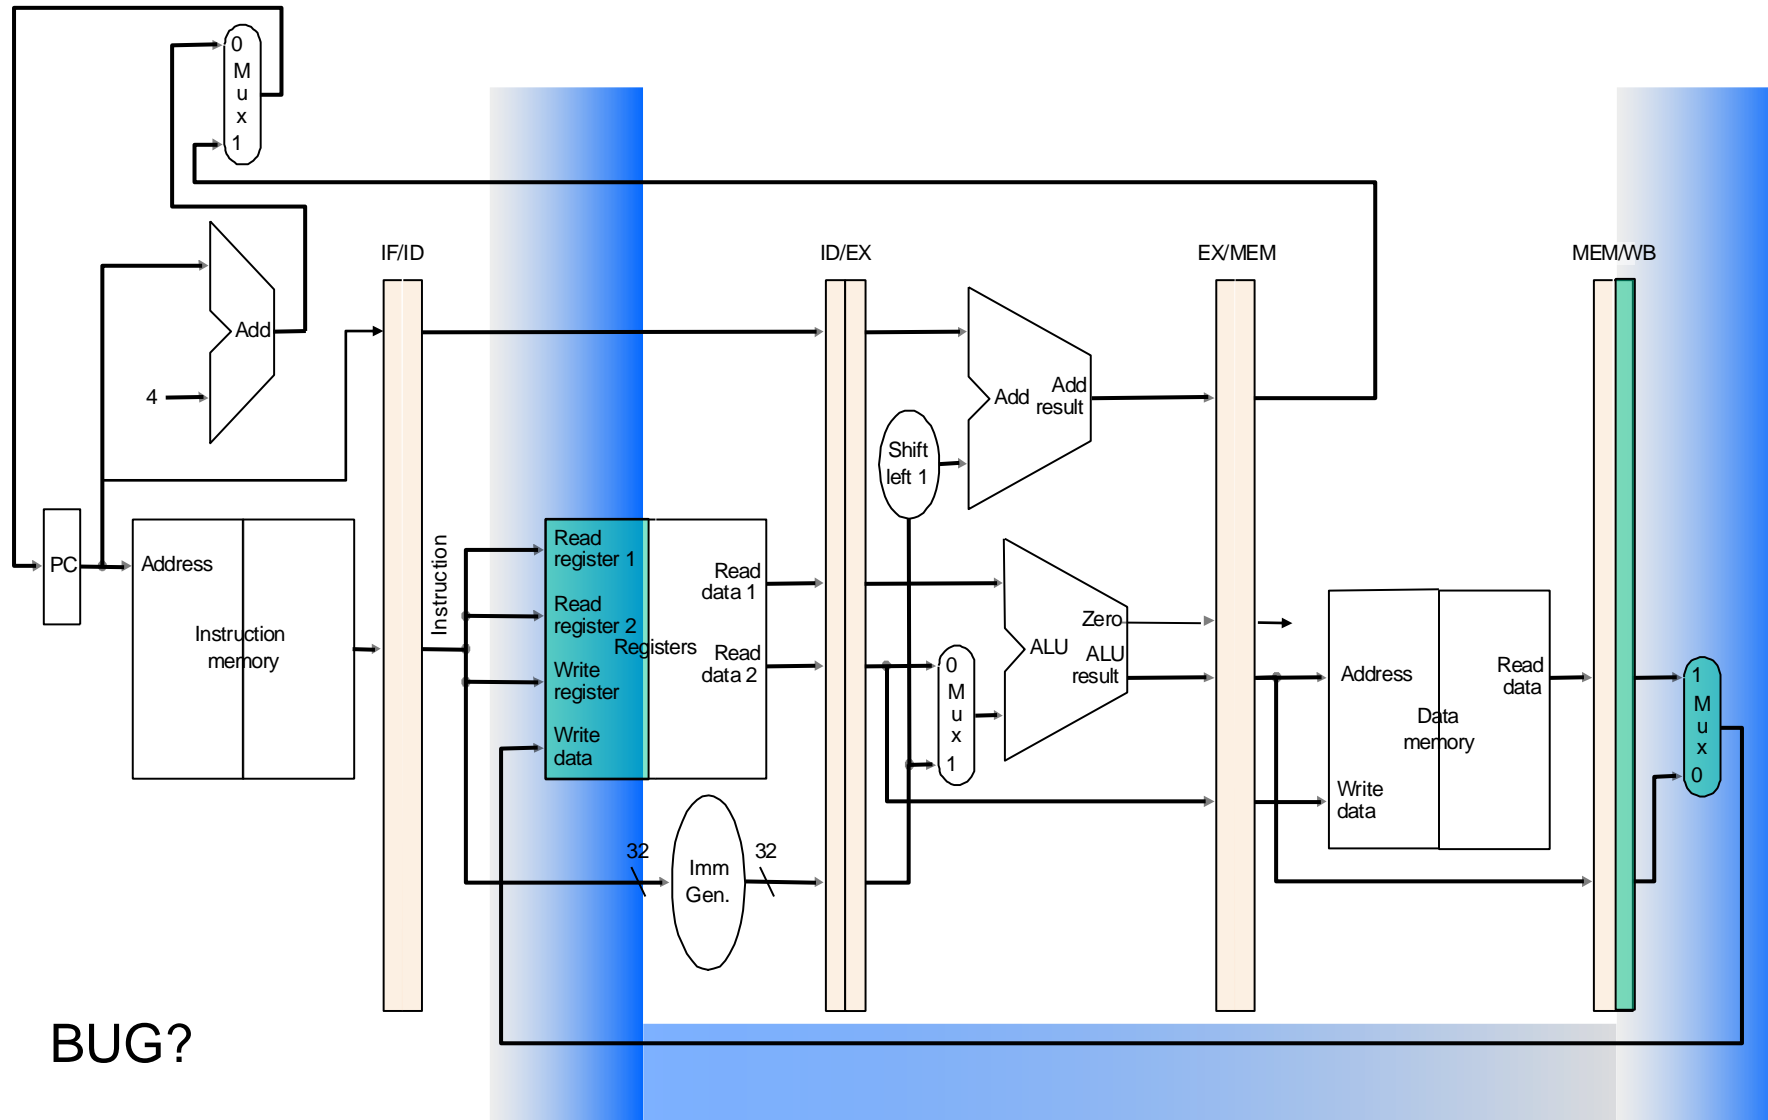 0
M
u
x
1
IF/ID
ID/EX
EX/MEM
MEM/WB
Add
4
Add
Add
result
Shift
left 1
PC
Address
Instruction
memory
Instruction
Read
register 1
Read
register 2
Registers
Write
register
Write
data
Read
data 1
Read
data 2
0
M
u
x
1
Zero
ALU
ALU
result
Address
Read
data
Data
memory
Write
data
1
M
u
x
0
32
Imm
Gen.
32
BUG?